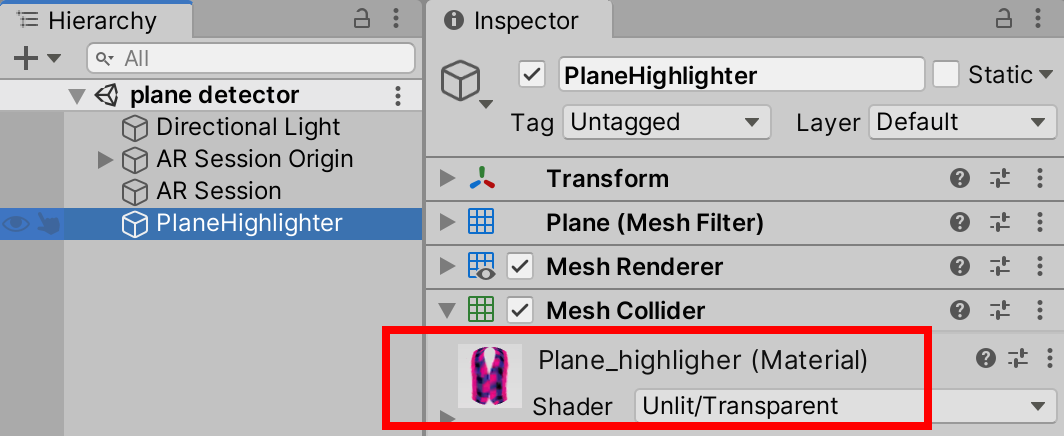 Hierarchy
All
plane detector
Directional Light
AR Session Origin
AR Session
PlaneHighlighter
Inspector
PlaneHighlighter
Static
Tag Untagged Layer Default
Transform
Plane (Mesh Filter)
Mesh Renderer
Mesh Collider
Plane_highligher (Material)
Shader Unlit/Transparent